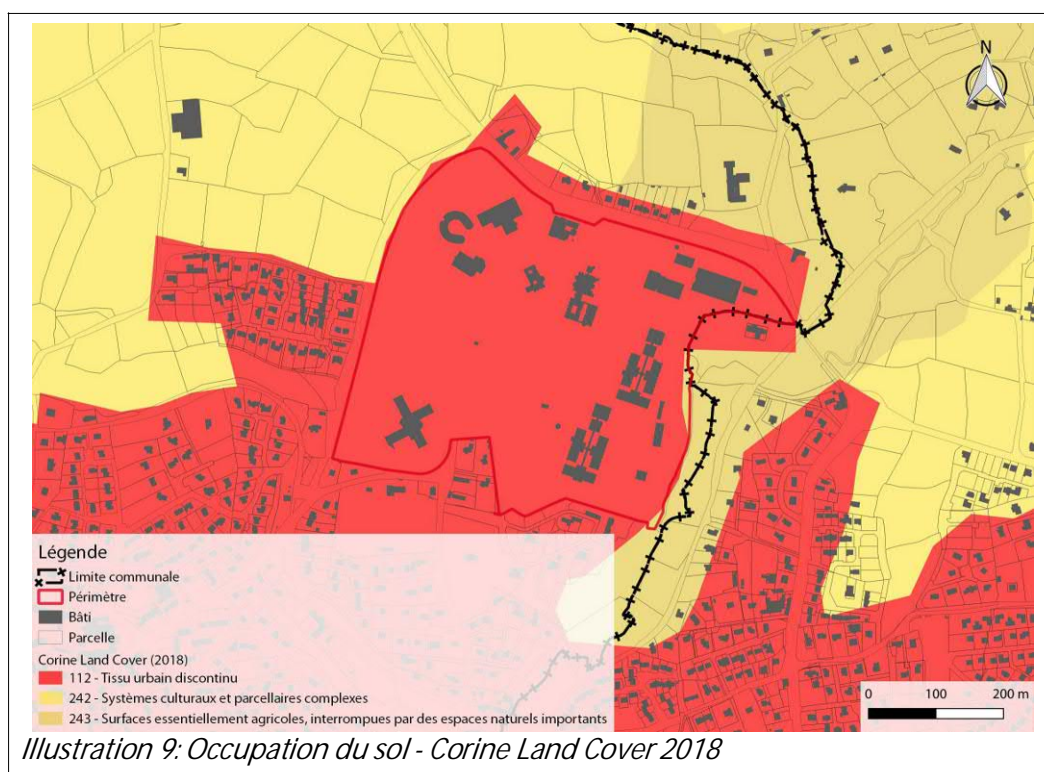 N
Légende
Limite communale
Périmètre
Bâti
Parcelle
Corine Land Cover (2018)
112 - Tissu urbain discontinu
242 - Systèmes culturaux et parcellaires complexes
243 - Surfaces essentiellement agricoles, interrompues par des espaces naturels importants
0 100 200 m
Illustration 9: Occupation du sol - Corine Land Cover 2018